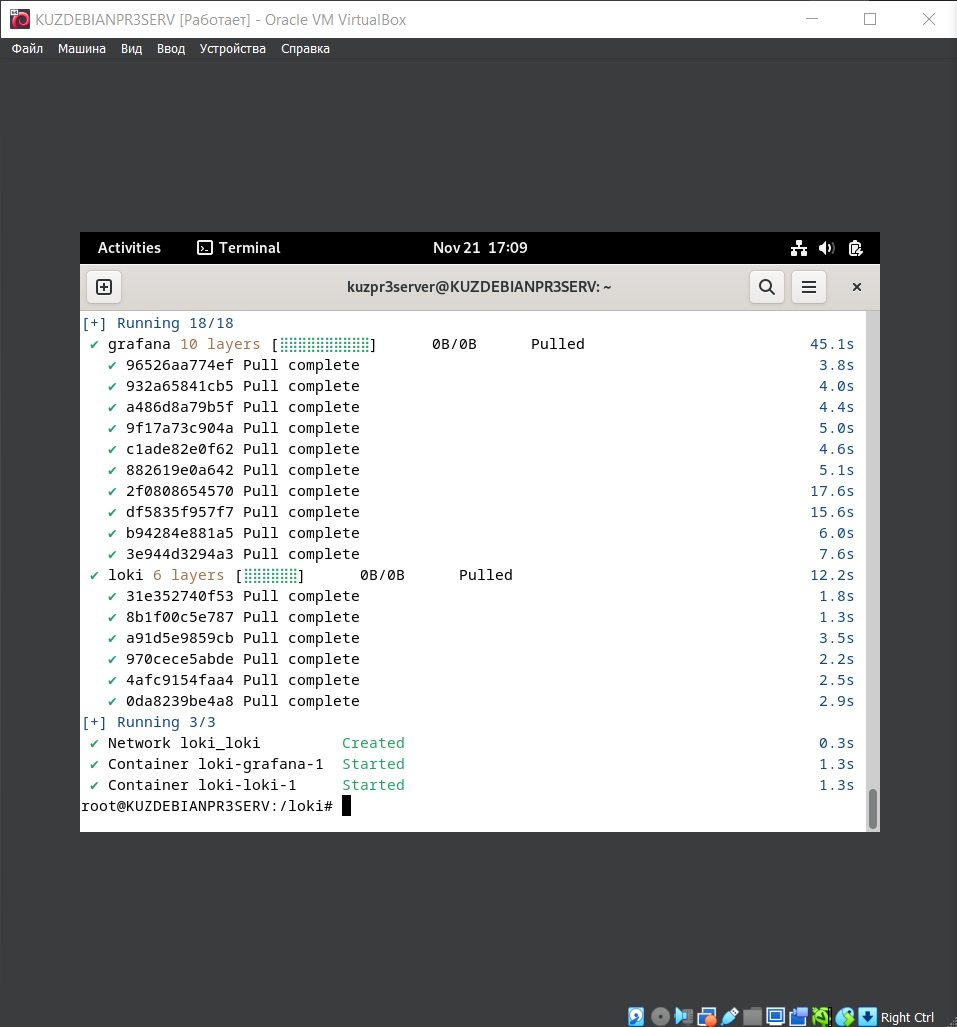 KUZDEBIANPR3SERV [Работает] - Oracle VM VirtualBox
Файл Машина Вид Ввод Устройства Справка
Activities Terminal Nov 21 17:09
kuzpr3server@KUZDEBIANPR3SERV: ~
[+] Running 18/18
✔ grafana 10 layers [⣿⣿⣿⣿⣿⣿⣿⣿⣿⣿] 0B/0B Pulled 45.1s
✔ 96526aa774ef Pull complete 3.8s
✔ 932a65841cb5 Pull complete 4.0s
✔ a486d8a79b5f Pull complete 4.4s
✔ 9f17a73c904a Pull complete 5.0s
✔ c1ade82e0f62 Pull complete 4.6s
✔ 882619e0a642 Pull complete 5.1s
✔ 2f0808654570 Pull complete 17.6s
✔ df5835f957f7 Pull complete 15.6s
✔ b94284e881a5 Pull complete 6.0s
✔ 3e944d3294a3 Pull complete 7.6s
✔ loki 6 layers [⣿⣿⣿⣿⣿⣿] 0B/0B Pulled 12.2s
✔ 31e352740f53 Pull complete 1.8s
✔ 8b1f00c5e787 Pull complete 1.3s
✔ a91d5e9859cb Pull complete 3.5s
✔ 970cece5abde Pull complete 2.2s
✔ 4afc9154faa4 Pull complete 2.5s
✔ 0da8239be4a8 Pull complete 2.9s
[+] Running 3/3
✔ Network loki_loki Created 0.3s
✔ Container loki-grafana-1 Started 1.3s
✔ Container loki-loki-1 Started 1.3s
root@KUZDEBIANPR3SERV:/loki#
Right Ctrl